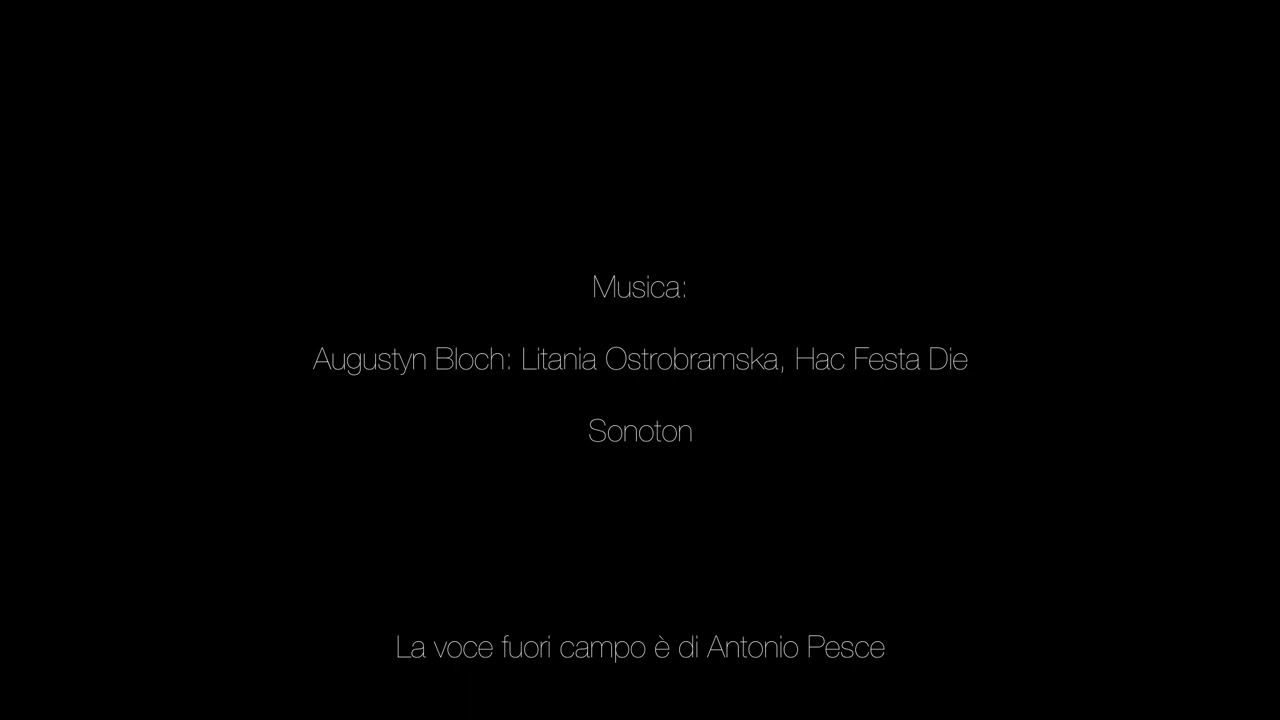 Musica:
Augustyn Bloch: Litania Ostrobramska, Hac Festa Die
Sonoton
La voce fuori campo è di Antonio Pesce